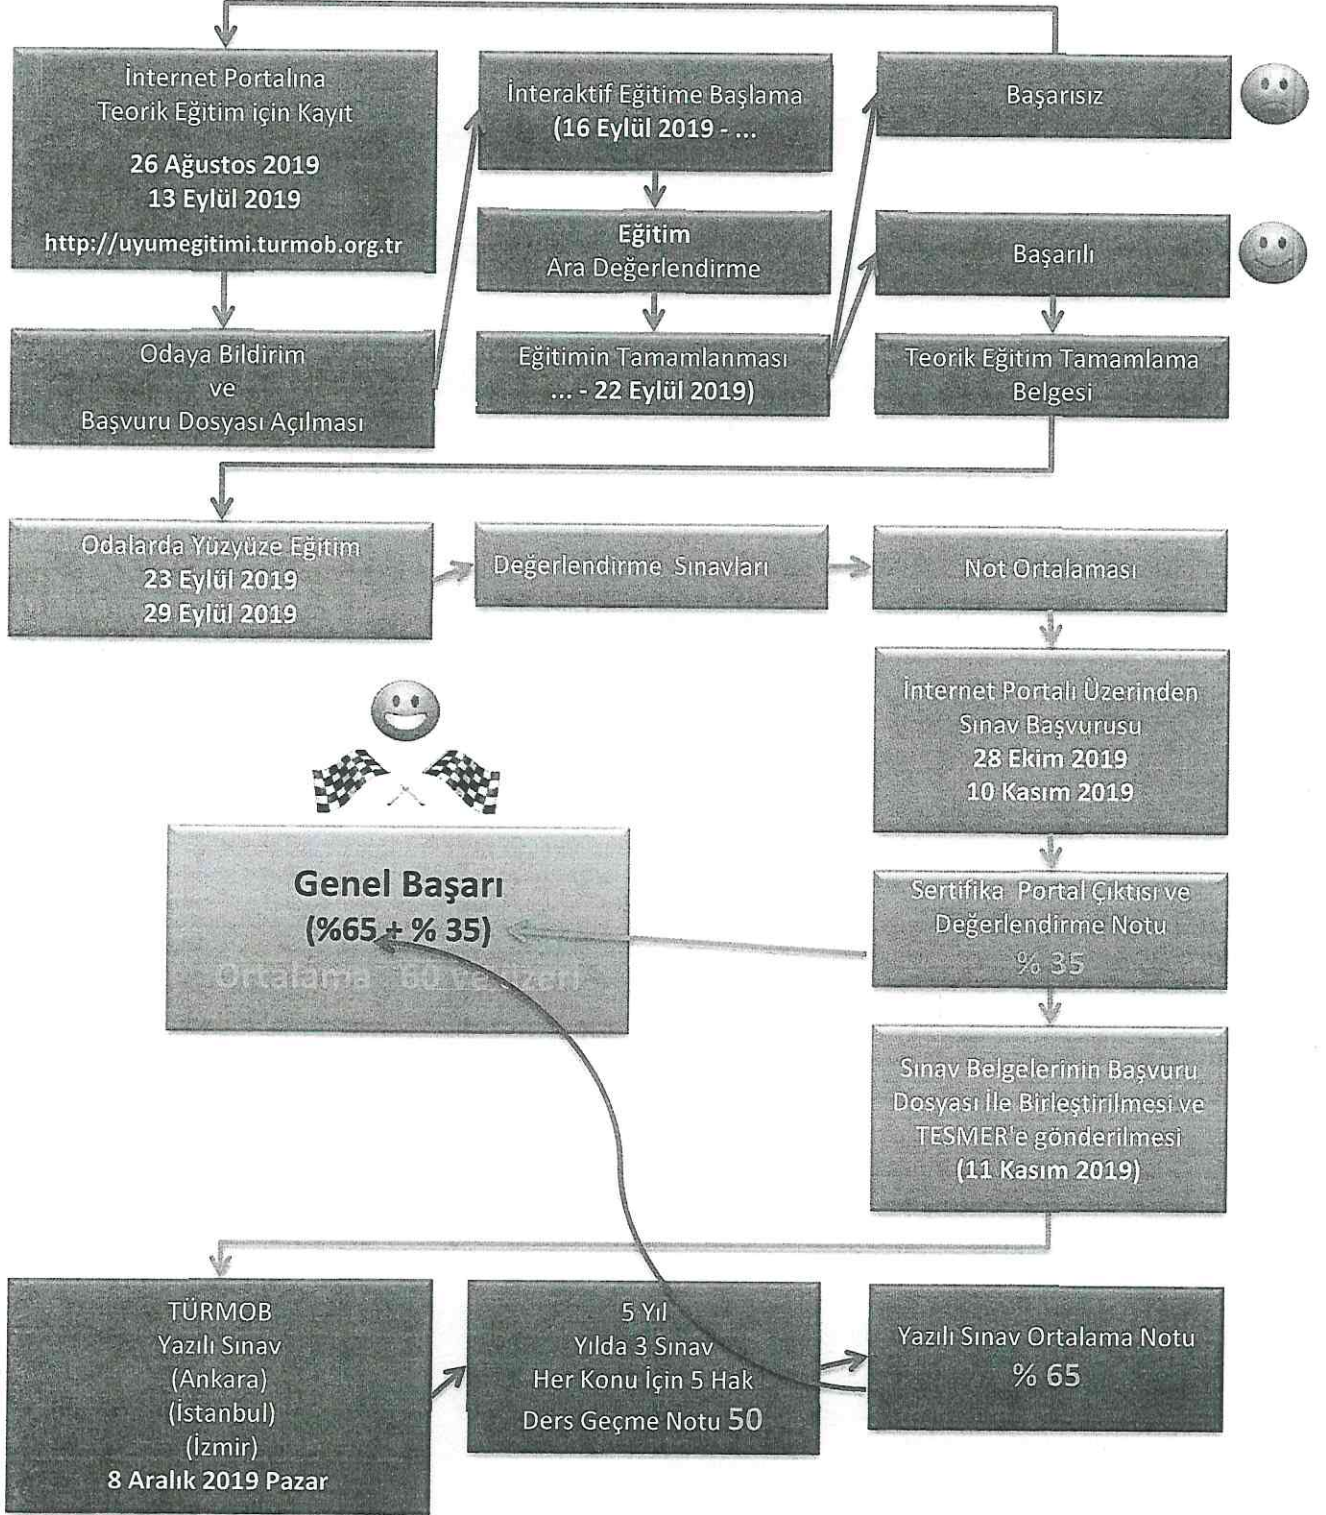 İnternet Portalına
Teorik Eğitim için Kayıt
26 Ağustos 2019
13 Eylül 2019
http://uyumegitimi.turmob.org.tr
Odaya Bildirim
ve
Başvuru Dosyası Açılması
İnteraktif Eğitime Başlama
(16 Eylül 2019 - ...
Eğitim
Ara Değerlendirme
Eğitimin Tamamlanması
... - 22 Eylül 2019)
Başarısız
Başarılı
Teorik Eğitim Tamamlama
Belgesi
Odalarda Yüzyüze Eğitim
23 Eylül 2019
29 Eylül 2019
Değerlendirme Sınavları
Not Ortalaması
İnternet Portalı Üzerinden
Sınav Başvurusu
28 Ekim 2019
10 Kasım 2019
Sertifika Portal Çıktısı ve
Değerlendirme Notu
% 35
Genel Başarı
(%65 + % 35)
Ortalama 60 ve üzeri
Sınav Belgelerinin Başvuru
Dosyası İle Birleştirilmesi ve
TESMER'e gönderilmesi
(11 Kasım 2019)
TÜRMOB
Yazılı Sınav
(Ankara)
(İstanbul)
(İzmir)
8 Aralık 2019 Pazar
5 Yıl
Yılda 3 Sınav
Her Konu İçin 5 Hak
Ders Geçme Notu 50
Yazılı Sınav Ortalama Notu
% 65